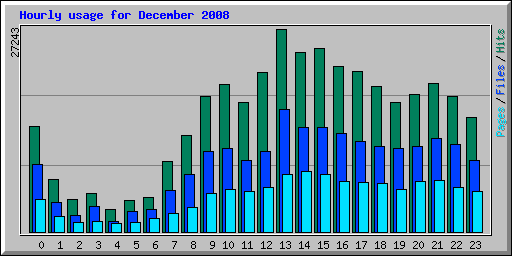 Hourly usage for December 2008
27243
Pages/Files/Hits
0 1 2 3 4 5 6 7 8 9 10 11 12 13 14 15 16 17 18 19 20 21 22 23